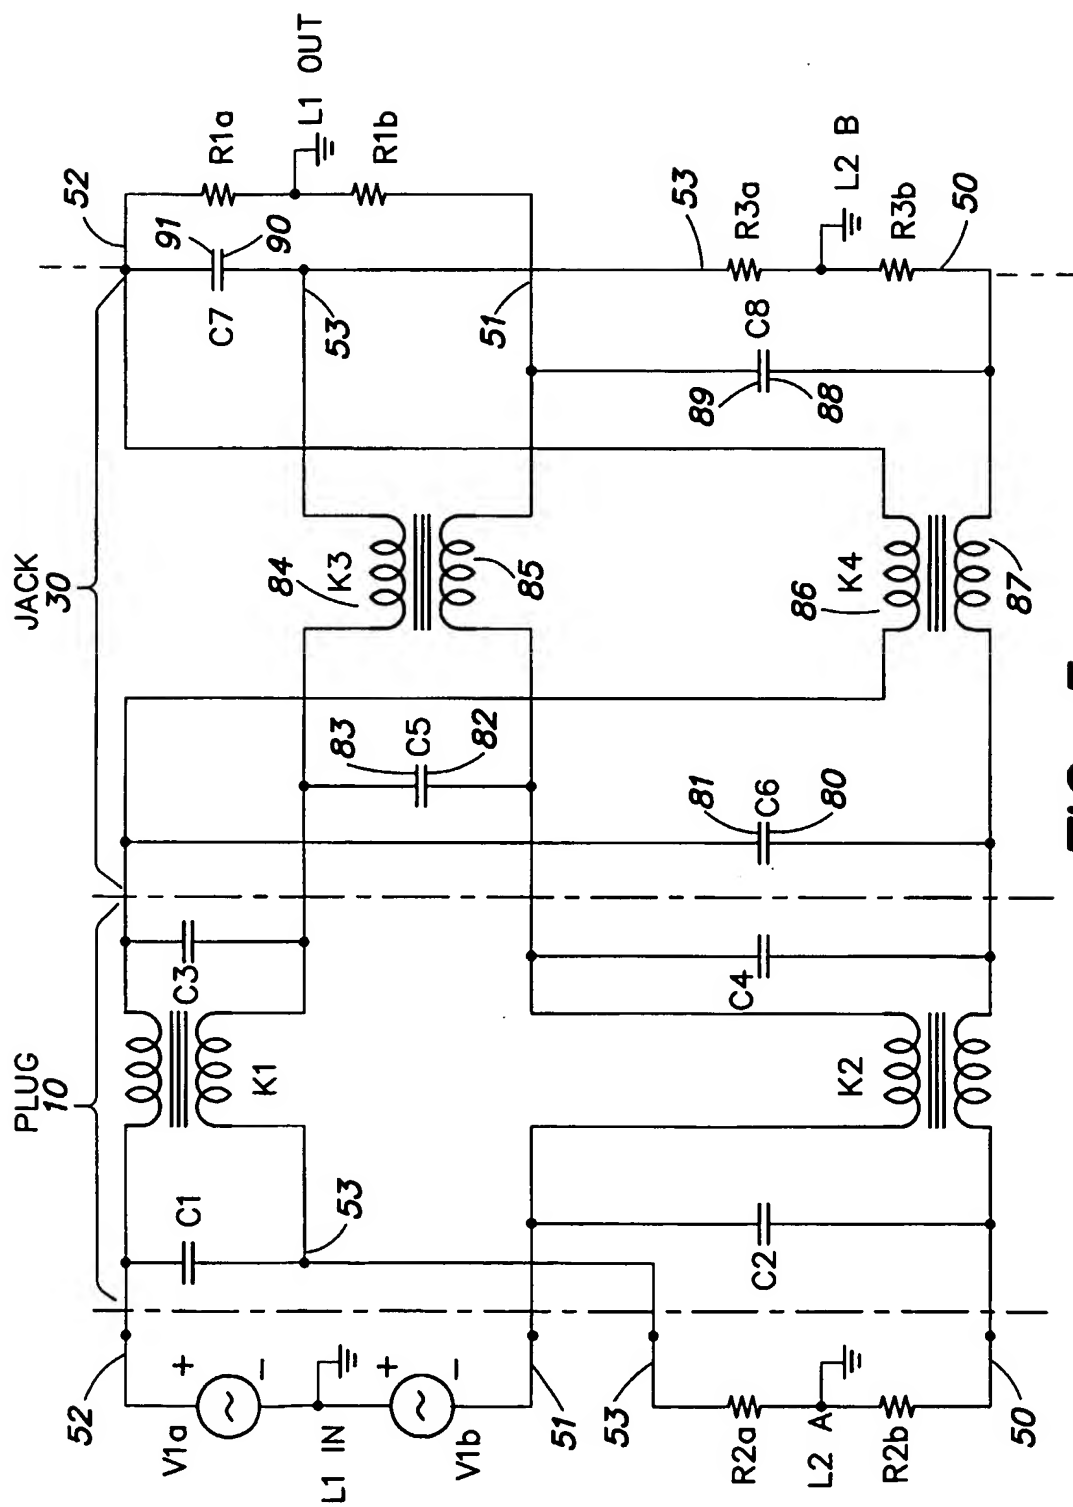 PLUG
10
JACK
30
52
V1a
+
−
L1 IN
+
−
V1b
51
53
R2a
L2 A
R2b
50
C1
53
K1
C3
C2
K2
C4
83
C5
82
81
C6
80
84
K3
85
86
K4
87
C7
91
90
52
53
51
R1a
L1 OUT
R1b
89
C8
88
53
R3a
L2 B
R3b
50